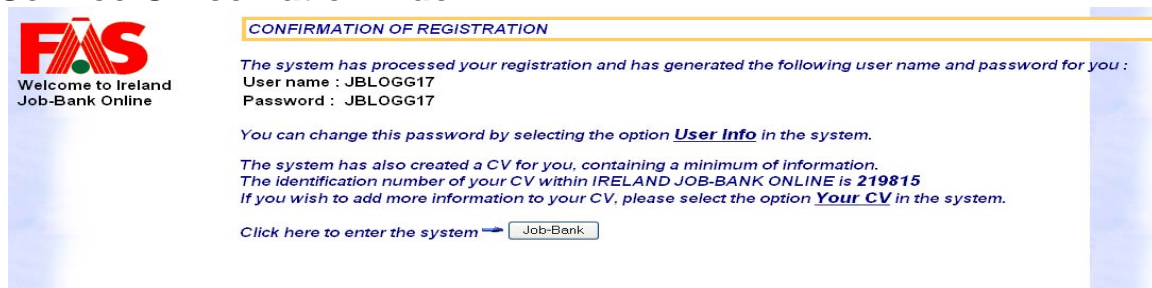 FÁS
Welcome to Ireland
Job-Bank Online
CONFIRMATION OF REGISTRATION
The system has processed your registration and has generated the following user name and password for you :
User name : JBLOGG17
Password : JBLOGG17
You can change this password by selecting the option User Info in the system.
The system has also created a CV for you, containing a minimum of information.
The identification number of your CV within IRELAND JOB-BANK ONLINE is 219815
If you wish to add more information to your CV, please select the option Your CV in the system.
Click here to enter the system Job-Bank